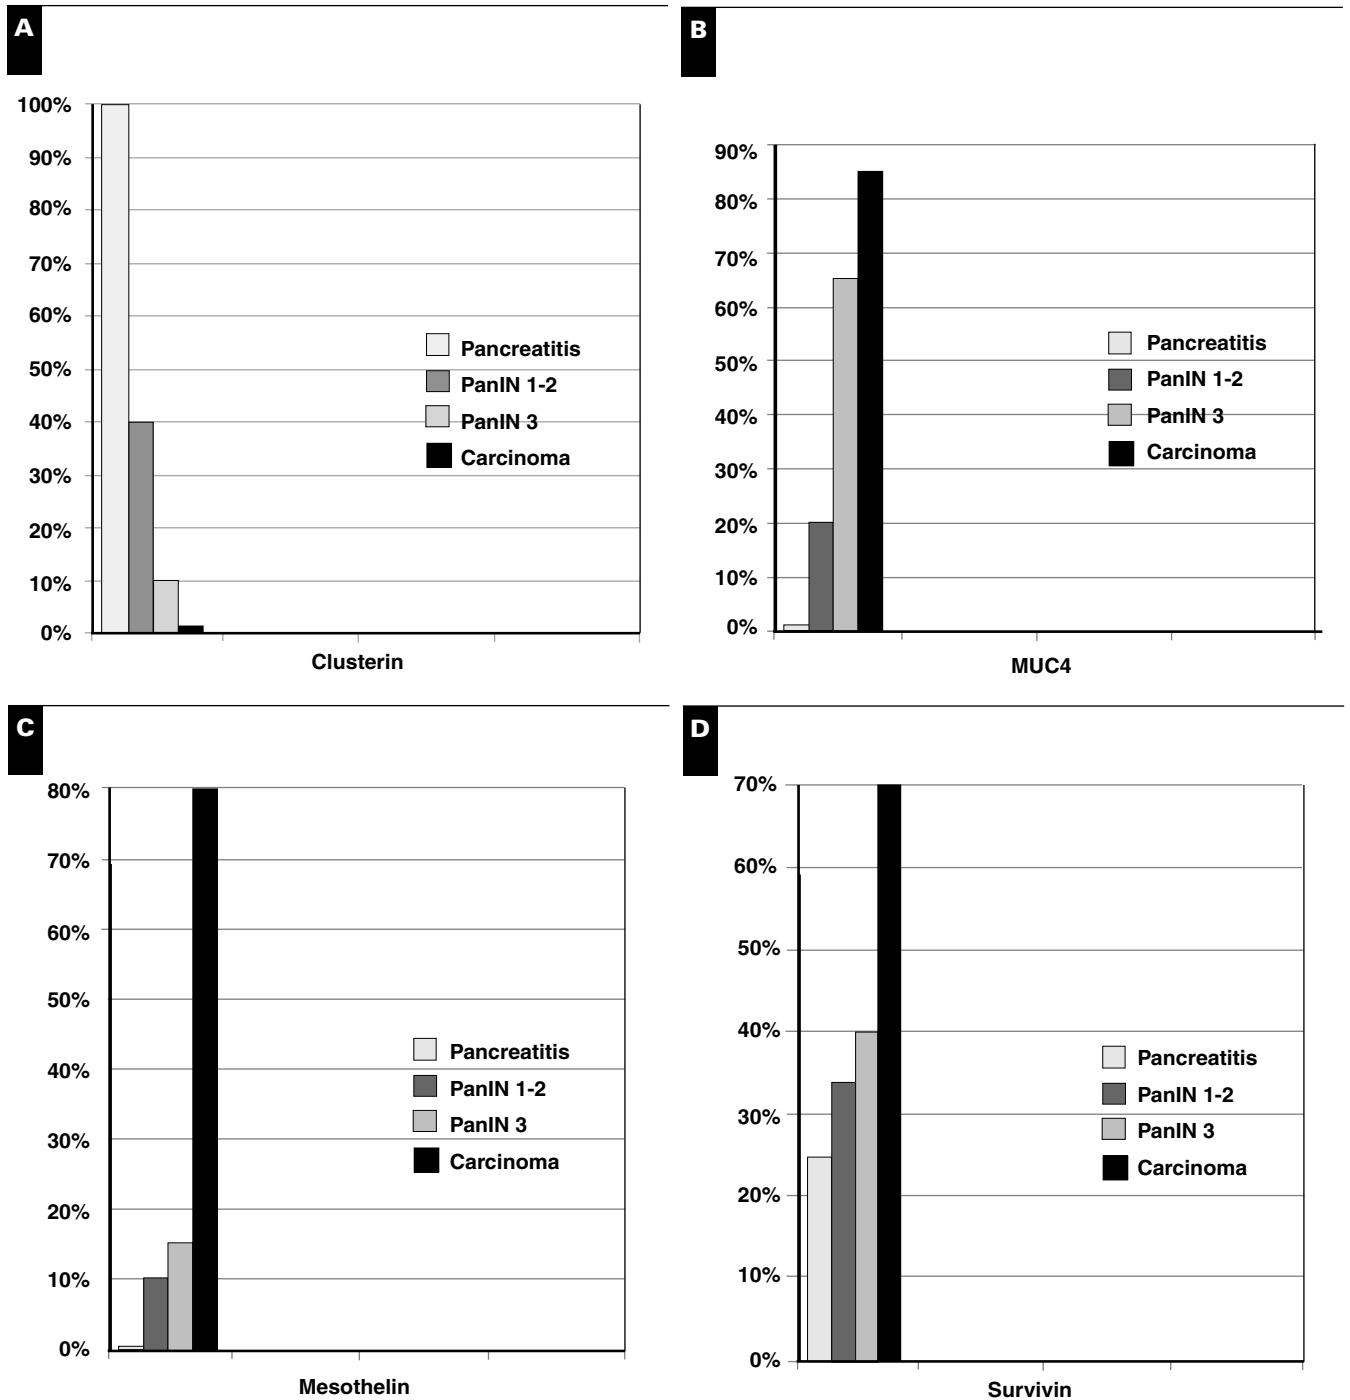 A
100%
90%
80%
70%
60%
50%
40%
30%
20%
10%
0%
Pancreatitis
PanIN 1-2
PanIN 3
Carcinoma
Clusterin
B
90%
80%
70%
60%
50%
40%
30%
20%
10%
0%
Pancreatitis
PanIN 1-2
PanIN 3
Carcinoma
MUC4
C
80%
70%
60%
50%
40%
30%
20%
10%
0%
Pancreatitis
PanIN 1-2
PanIN 3
Carcinoma
Mesothelin
D
70%
60%
50%
40%
30%
20%
10%
0%
Pancreatitis
PanIN 1-2
PanIN 3
Carcinoma
Survivin